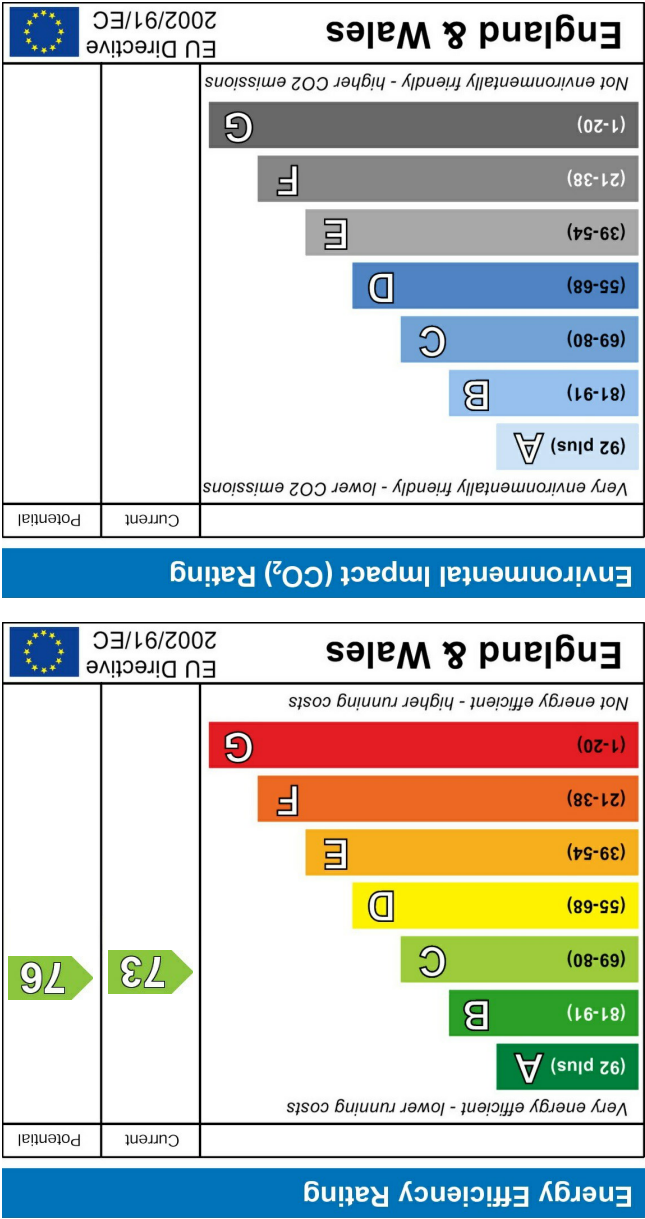 Energy Efficiency Rating
Current
Potential
Very energy efficient - lower running costs
(92 plus) A
(81-91) B
(69-80) C
(55-68) D
(39-54) E
(21-38) F
(1-20) G
73
76
Not energy efficient - higher running costs
England & Wales
EU Directive
2002/91/EC
Environmental Impact (CO₂) Rating
Current
Potential
Very environmentally friendly - lower CO2 emissions
(92 plus) A
(81-91) B
(69-80) C
(55-68) D
(39-54) E
(21-38) F
(1-20) G
Not environmentally friendly - higher CO2 emissions
England & Wales
EU Directive
2002/91/EC